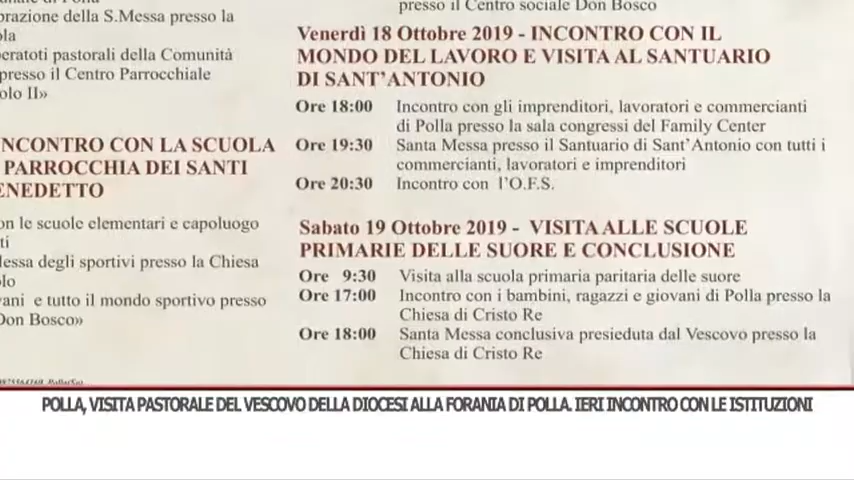 orazione della S.Messa presso la
peratoti pastorali della Comunità
presso il Centro Parrocchiale
olo II»
NCONTRO CON LA SCUOLA
PARROCCHIA DEI SANTI
ENEDETTO
on le scuole elementari e capoluogo
ti
lessa degli sportivi presso la Chiesa
lo
vani e tutto il mondo sportivo presso
Don Bosco»
presso il Centro sociale Don Bosco
Venerdì 18 Ottobre 2019 - INCONTRO CON IL
MONDO DEL LAVORO E VISITA AL SANTUARIO
DI SANT'ANTONIO
Ore 18:00 Incontro con gli imprenditori, lavoratori e commercianti
di Polla presso la sala congressi del Family Center
Ore 19:30 Santa Messa presso il Santuario di Sant'Antonio con tutti i
commercianti, lavoratori e imprenditori
Ore 20:30 Incontro con l'O.F.S.
Sabato 19 Ottobre 2019 - VISITA ALLE SCUOLE
PRIMARIE DELLE SUORE E CONCLUSIONE
Ore 9:30 Visita alla scuola primaria paritaria delle suore
Ore 17:00 Incontro con i bambini, ragazzi e giovani di Polla presso la
Chiesa di Cristo Re
Ore 18:00 Santa Messa conclusiva presieduta dal Vescovo presso la
Chiesa di Cristo Re
POLLA, VISITA PASTORALE DEL VESCOVO DELLA DIOCESI ALLA FORANIA DI POLLA. IERI INCONTRO CON LE ISTITUZIONI